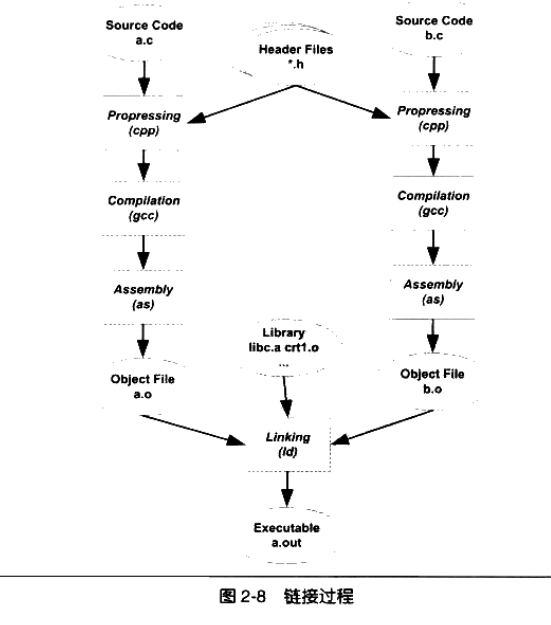 Source Code
a.c
Header Files
*.h
Source Code
b.c
Propressing
(cpp)
Propressing
(cpp)
Compilation
(gcc)
Compilation
(gcc)
Assembly
(as)
Assembly
(as)
Library
libc.a crt1.o
...
Object File
a.o
Object File
b.o
Linking
(ld)
Executable
a.out
图 2-8 链接过程